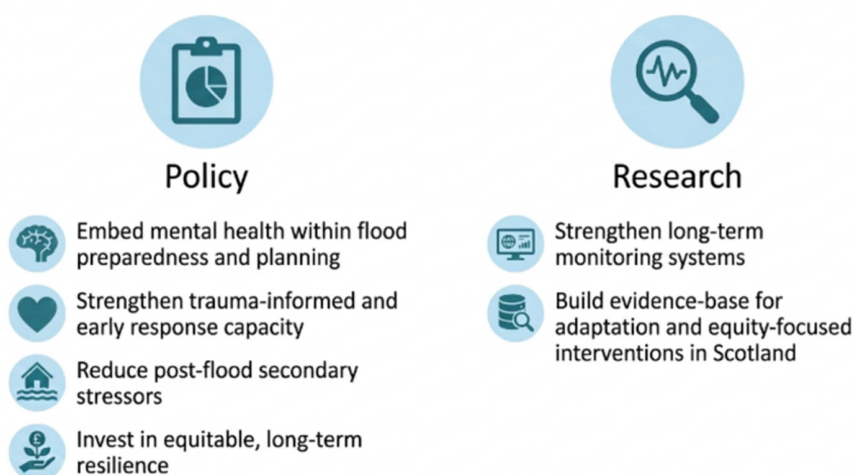 Policy
Embed mental health within flood
preparedness and planning
Strengthen trauma-informed and
early response capacity
Reduce post-flood secondary
stressors
£
Invest in equitable, long-term
resilience
Research
Strengthen long-term
monitoring systems
Build evidence-base for
adaptation and equity-focused
interventions in Scotland